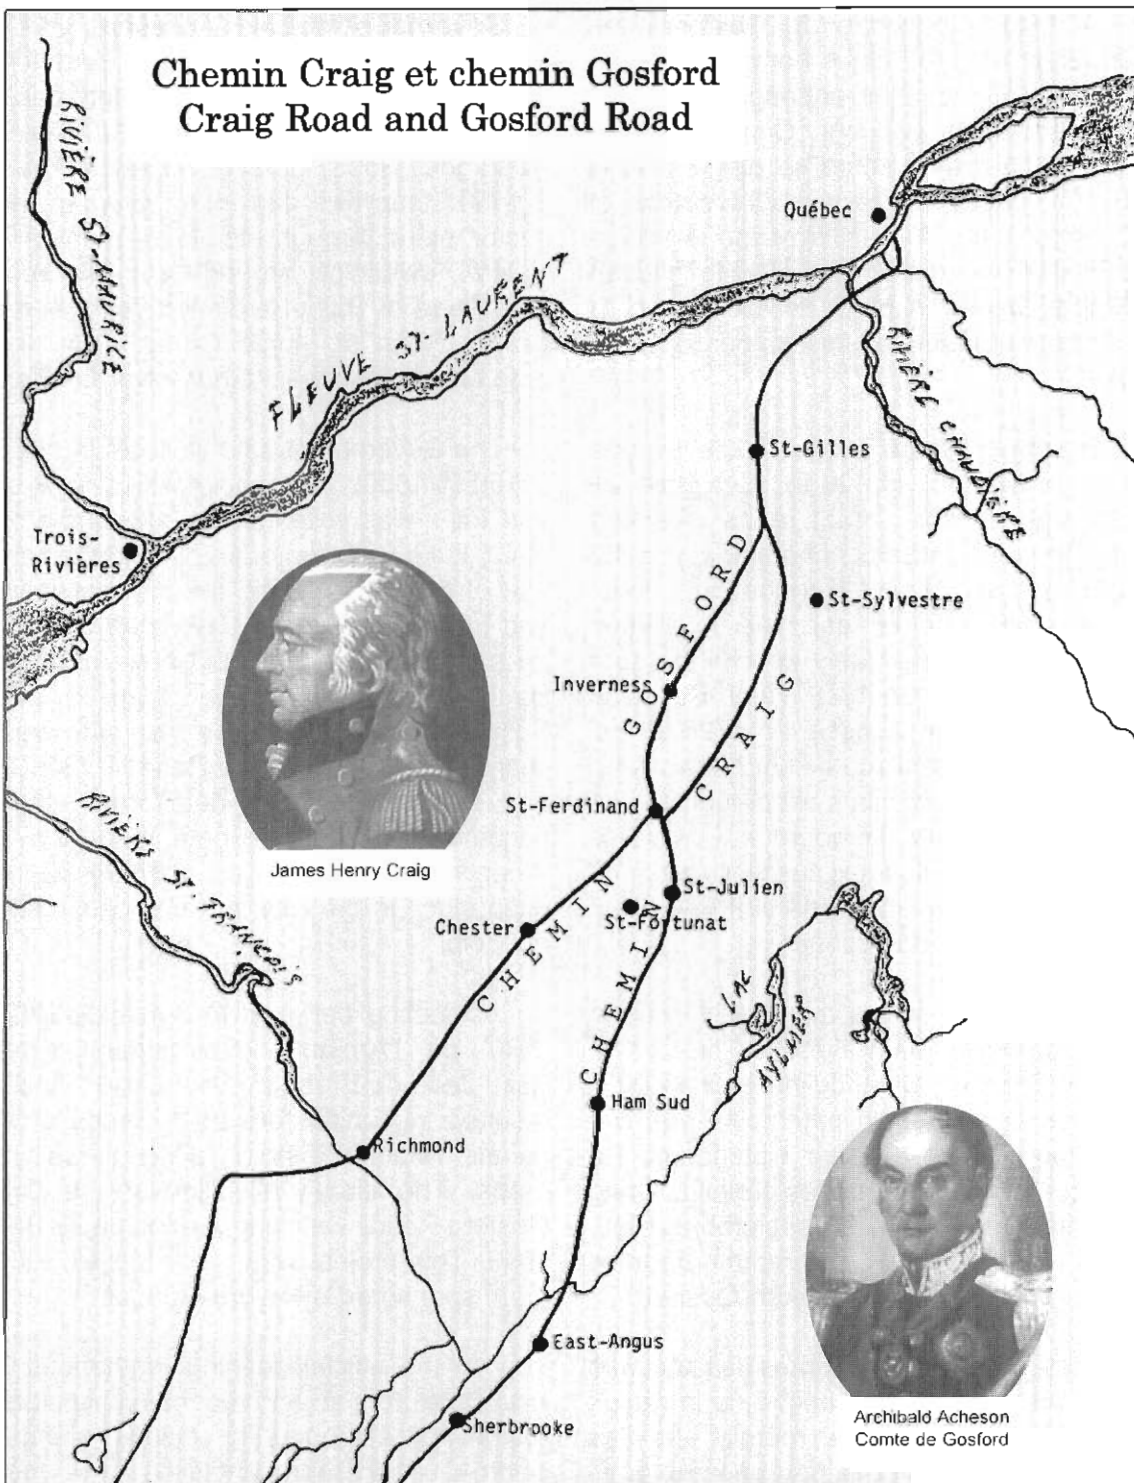 Chemin Craig et chemin Gosford
Craig Road and Gosford Road
RIVIÈRE ST-MAURICE
Québec
FLEUVE ST-LAURENT
RIVIÈRE CHAUDIÈRE
St-Gilles
Trois-
Rivières
GOSFORD
St-Sylvestre
Inverness
CRAIG
St-Ferdinand
RIVIÈRE ST. FRANÇOIS
James Henry Craig
St-Julien
St-Fortunat
Chester
CHEMIN
CHEMIN
LAC
AYLMER
Ham Sud
Richmond
East-Angus
Sherbrooke
Archibald Acheson
Comte de Gosford